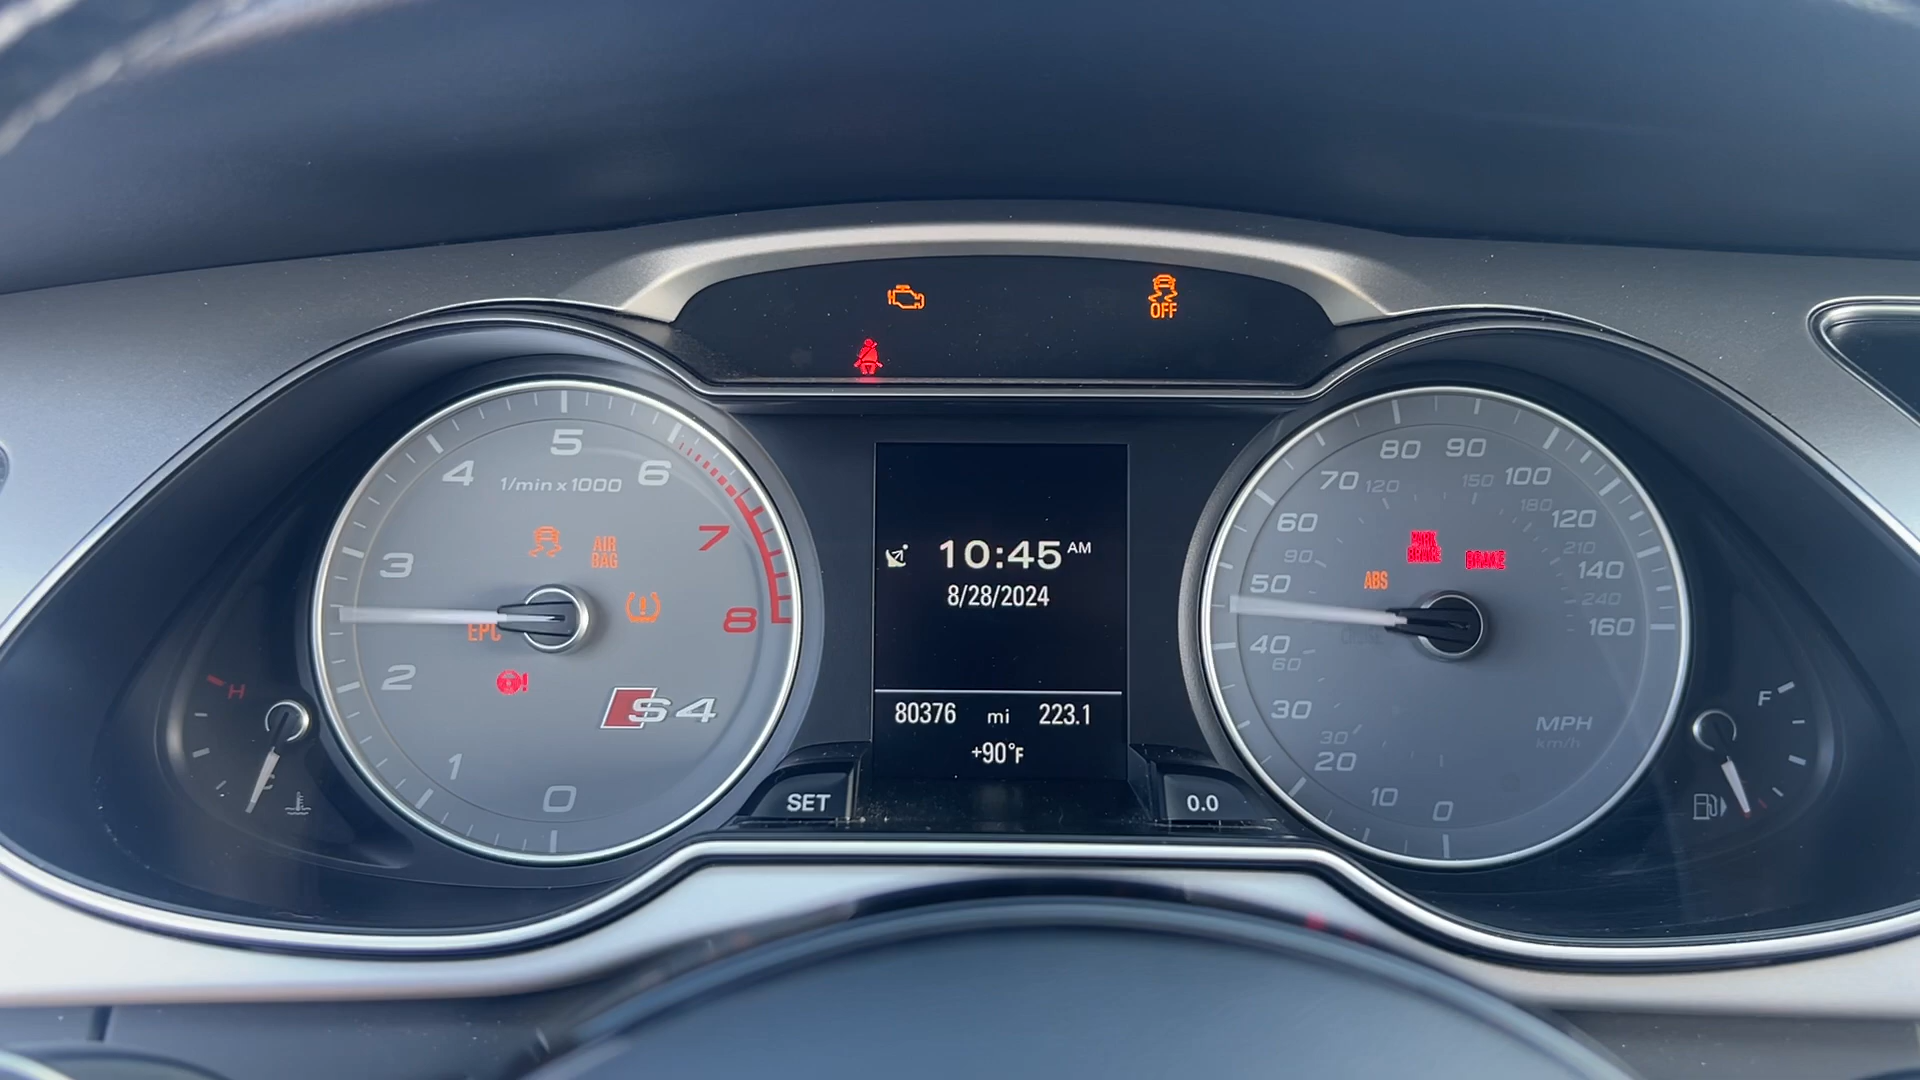 OFF
5
4
6
1/min x 1000
AIR
BAG
7
3
EPC
8
2
S4
1
0
H
C
10:45 AM
8/28/2024
80376 mi 223.1
+90°F
SET
0.0
80
90
70
100
120
150
60
180
120
90
210
50
140
240
40
160
60
30
30
20
10
0
MPH
km/h
PARK
BRAKE
BRAKE
ABS
F